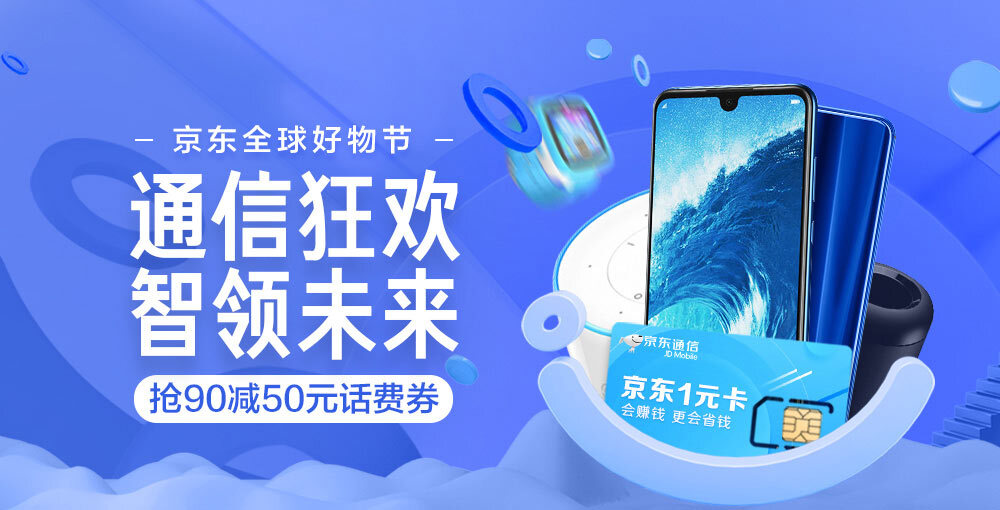 京东全球好物节
通信狂欢
智领未来
抢90减50元话费券
京东通信
JD Mobile
京东1元卡
会赚钱 更会省钱